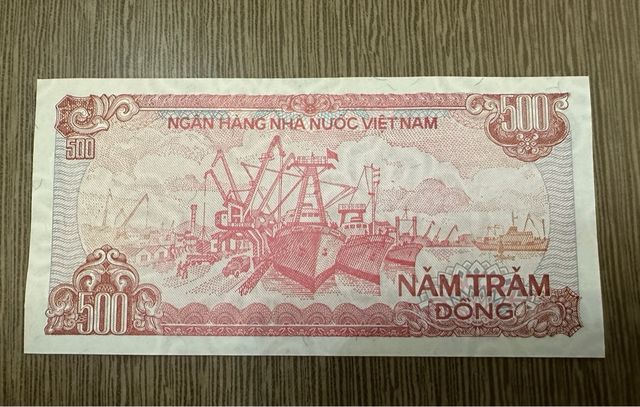 500
NGÂN HÀNG NHÀ NƯỚC VIỆT NAM
500
500
NĂM TRĂM
ĐỒNG